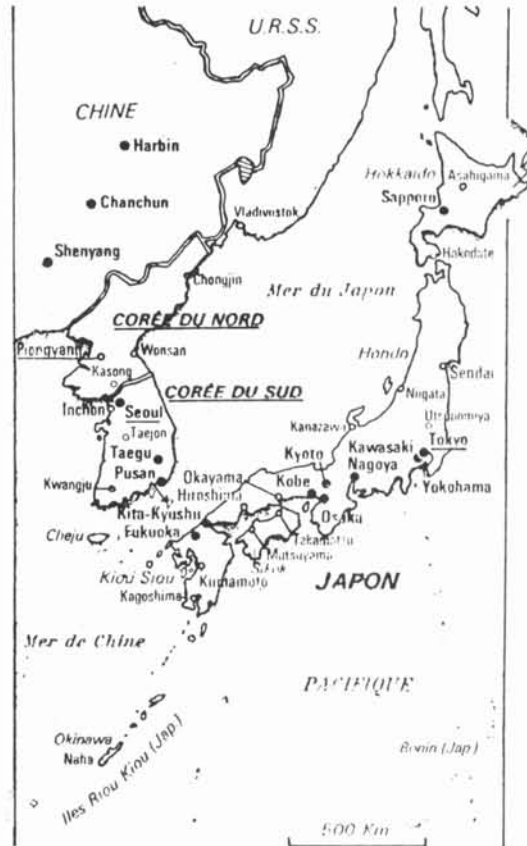 U.R.S.S.
CHINE
Harbin
Hokkaido
Asahigawa
Chanchun
Sapporo
Vladivostok
Shenyang
Hakodate
Chongjin
Mer du Japon
CORÉE DU NORD
Hondo
Piongyang
Wonsan
Sendai
Kasong
CORÉE DU SUD
Niigata
Inchon
Seoul
Utsunomiya
Taejon
Kanazawa
Tokyo
Taegu
Kyoto
Kawasaki
Pusan
Okayama
Kobe
Nagoya
Kwangju
Hiroshima
Yokohama
Kita-Kyushu
Osaka
Fukuoka
Takamatsu
Cheju
Matsuyama
Kiou Siou
Kumamoto
JAPON
Kagoshima
Mer de Chine
PACIFIQUE
Okinawa
Naha
Iles Riou Kiou (Jap.)
Bonin (Jap.)
500 Km